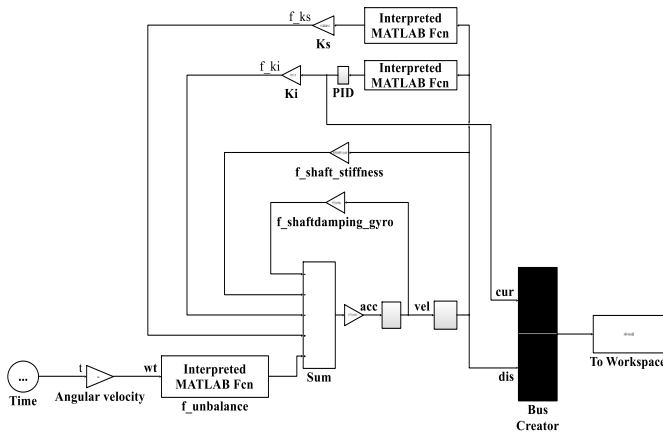 f_ks
Interpreted
MATLAB Fcn
Ks
f_ki
Interpreted
MATLAB Fcn
Ki
PID
f_shaft_stiffness
f_shaftdamping_gyro
cur
acc
vel
To Workspace
t
wt
Interpreted
MATLAB Fcn
Sum
dis
Time
...
Angular velocity
f_unbalance
Bus
Creator